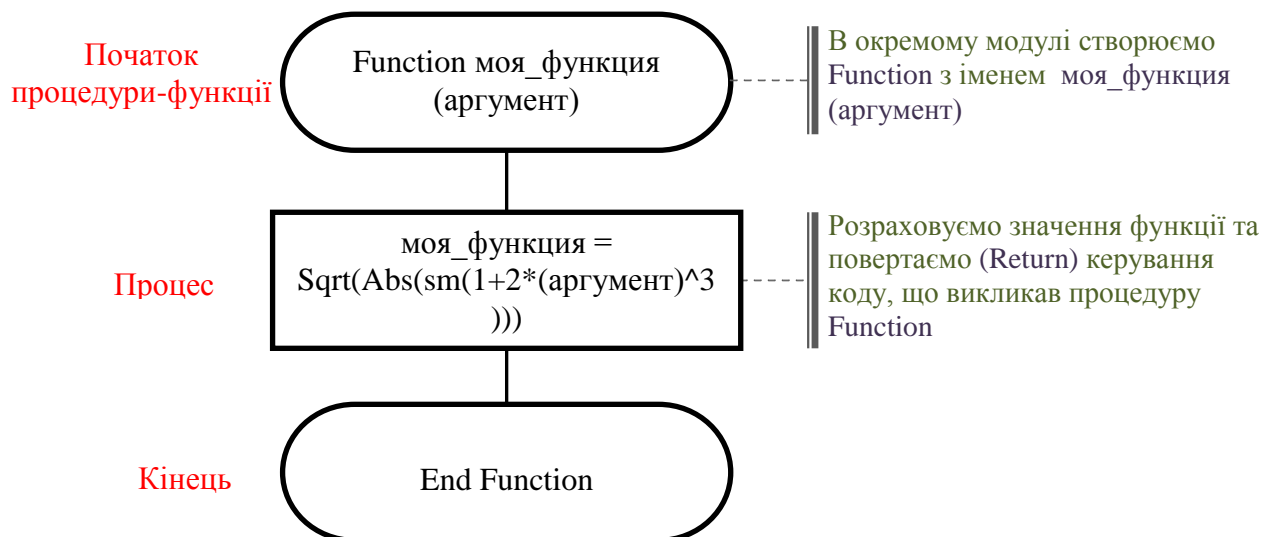 Початок
процедури-функції
Function моя_функция
(аргумент)
В окремому модулі створюємо
Function з іменем моя_функция
(аргумент)
Процес
моя_функция =
Sqrt(Abs(sm(1+2*(аргумент)^3
)))
Розраховуємо значення функції та
повертаємо (Return) керування
коду, що викликав процедуру
Function
Кінець
End Function